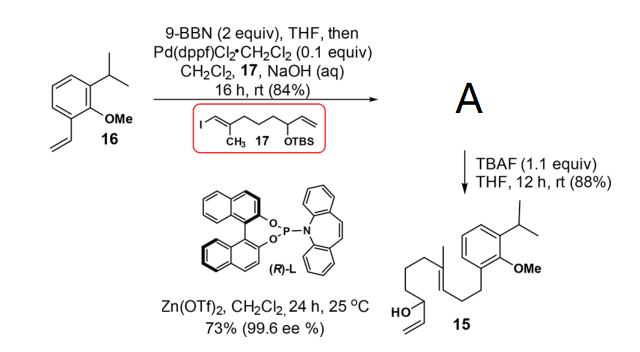 9-BBN (2 equiv), THF, then
Pd(dppf)Cl₂•CH₂Cl₂ (0.1 equiv)
CH₂Cl₂, 17, NaOH (aq)
16 h, rt (84%)
OMe
16
I
CH₃
17
OTBS
A
TBAF (1.1 equiv)
THF, 12 h, rt (88%)
O
P
N
O
(R)-L
Zn(OTf)₂, CH₂Cl₂, 24 h, 25 °C
73% (99.6 ee %)
OMe
HO
15